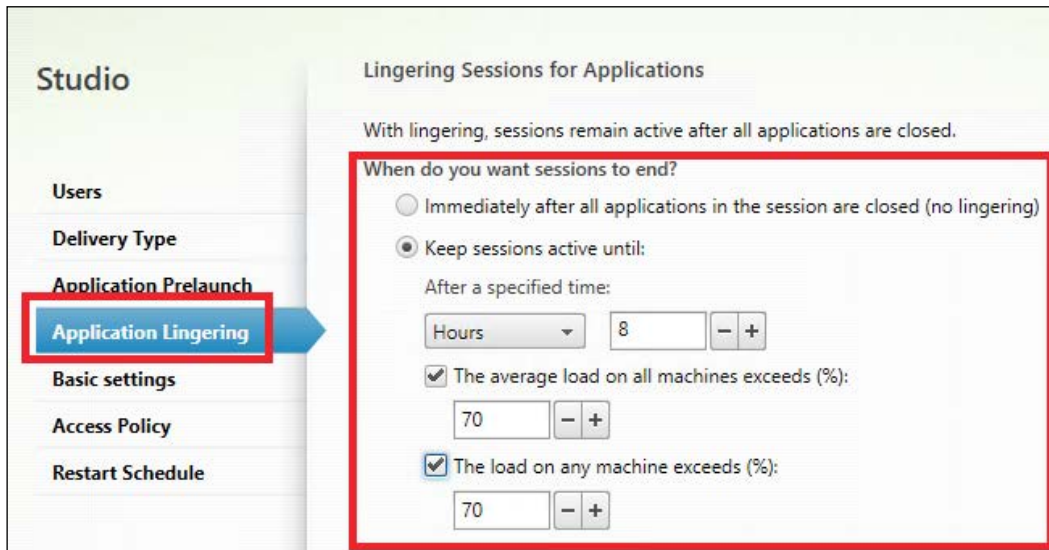 Studio
Users
Delivery Type
Application Prelaunch
Application Lingering
Basic settings
Access Policy
Restart Schedule
Lingering Sessions for Applications
With lingering, sessions remain active after all applications are closed.
When do you want sessions to end?
Immediately after all applications in the session are closed (no lingering)
Keep sessions active until:
After a specified time:
Hours 8 − +
The average load on all machines exceeds (%):
70 − +
The load on any machine exceeds (%):
70 − +